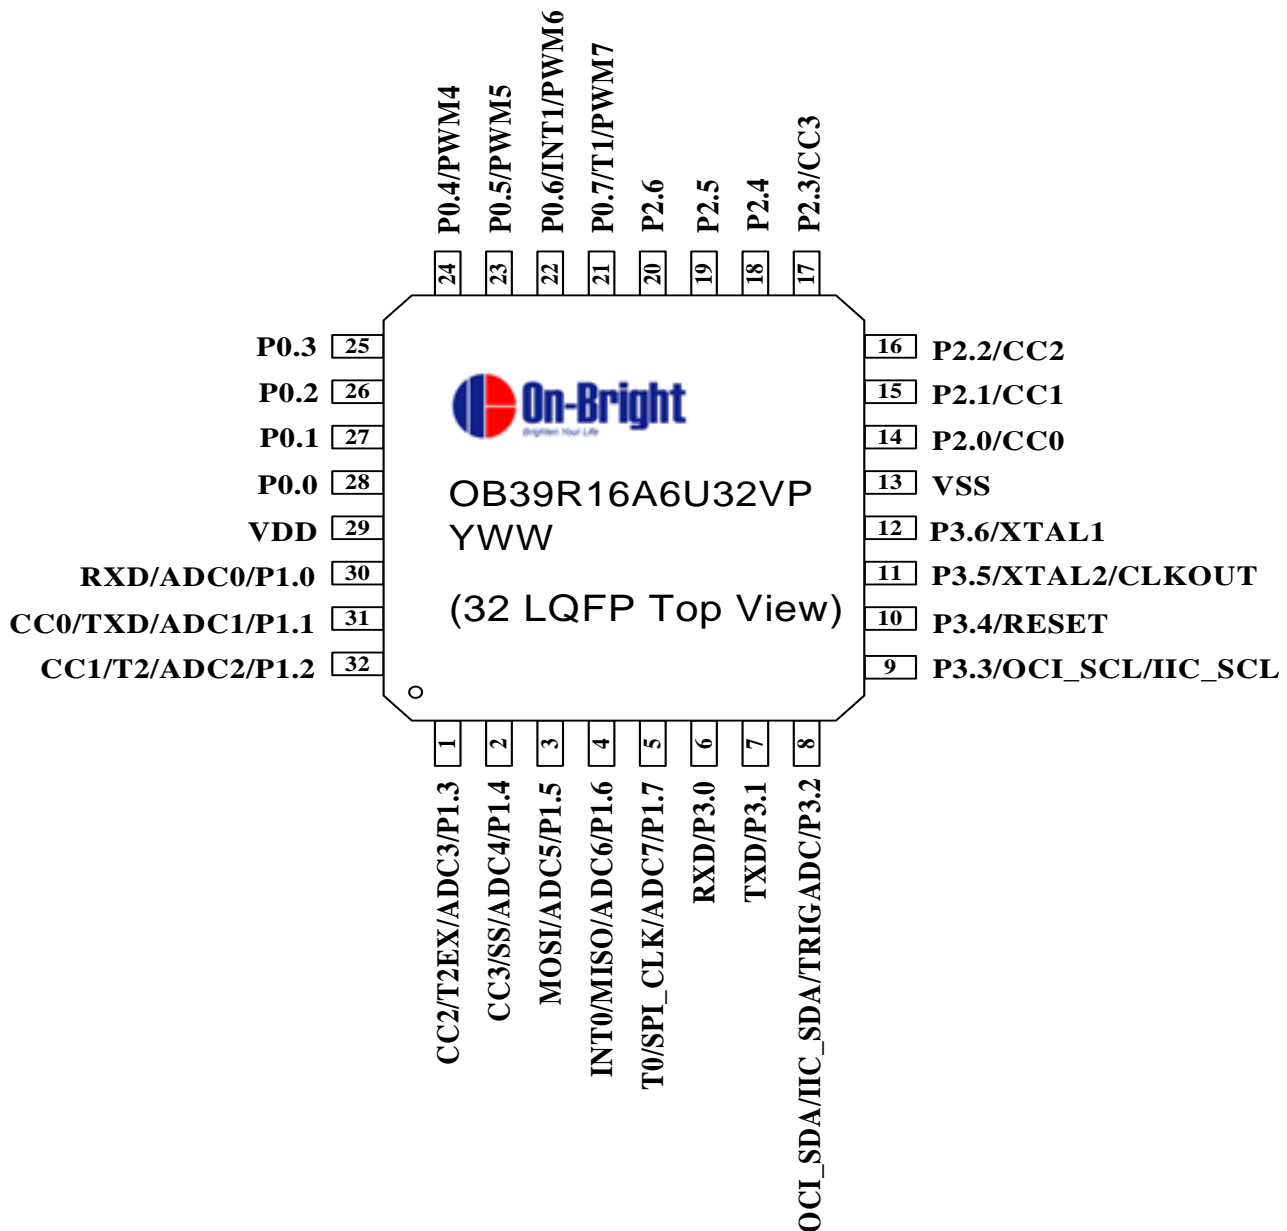 P0.4/PWM4
P0.5/PWM5
P0.6/INT1/PWM6
P0.7/T1/PWM7
P2.6
P2.5
P2.4
P2.3/CC3
24
23
22
21
20
19
18
17
P0.3 25
P0.2 26
P0.1 27
P0.0 28
VDD 29
RXD/ADC0/P1.0 30
CC0/TXD/ADC1/P1.1 31
CC1/T2/ADC2/P1.2 32
On-Bright
Brighten Your Life
OB39R16A6U32VP
YWW
(32 LQFP Top View)
16 P2.2/CC2
15 P2.1/CC1
14 P2.0/CC0
13 VSS
12 P3.6/XTAL1
11 P3.5/XTAL2/CLKOUT
10 P3.4/RESET
9 P3.3/OCI_SCL/IIC_SCL
1
2
3
4
5
6
7
8
CC2/T2EX/ADC3/P1.3
CC3/SS/ADC4/P1.4
MOSI/ADC5/P1.5
INT0/MISO/ADC6/P1.6
T0/SPI_CLK/ADC7/P1.7
RXD/P3.0
TXD/P3.1
OCI_SDA/IIC_SDA/TRIGADC/P3.2